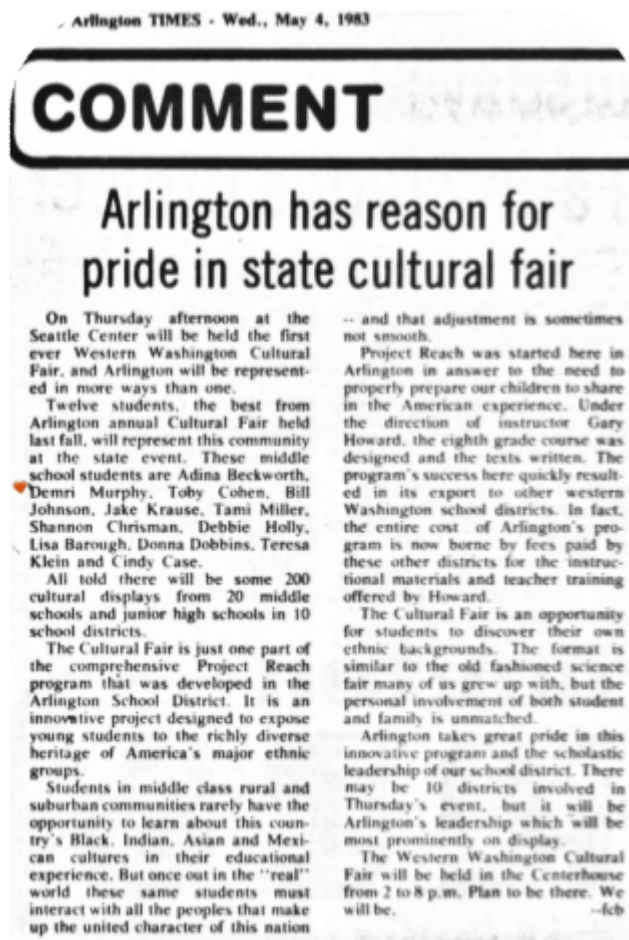 Arlington TIMES - Wed., May 4, 1983
COMMENT
Arlington has reason for
pride in state cultural fair
On Thursday afternoon at the
Seattle Center will be held the first
ever Western Washington Cultural
Fair, and Arlington will be represent-
ed in more ways than one.
Twelve students, the best from
Arlington annual Cultural Fair held
last fall, will represent this community
at the state event. These middle
school students are Adina Beckworth,
Demri Murphy, Toby Cohen, Bill
Johnson, Jake Krause, Tami Miller,
Shannon Chrisman, Debbie Holly,
Lisa Barough, Donna Dobbins, Teresa
Klein and Cindy Case.
All told there will be some 200
cultural displays from 20 middle
schools and junior high schools in 10
school districts.
The Cultural Fair is just one part of
the comprehensive Project Reach
program that was developed in the
Arlington School District. It is an
innovative project designed to expose
young students to the richly diverse
heritage of America's major ethnic
groups.
Students in middle class rural and
suburban communities rarely have the
opportunity to learn about this coun-
try's Black, Indian, Asian and Mexi-
can cultures in their educational
experience. But once out in the "real"
world these same students must
interact with all the peoples that make
up the united character of this nation
-- and that adjustment is sometimes
not smooth.
Project Reach was started here in
Arlington in answer to the need to
properly prepare our children to share
in the American experience. Under
the direction of instructor Gary
Howard, the eighth grade course was
designed and the texts written. The
program's success here quickly result-
ed in its export to other western
Washington school districts. In fact,
the entire cost of Arlington's pro-
gram is now borne by fees paid by
these other districts for the instruc-
tional materials and teacher training
offered by Howard.
The Cultural Fair is an opportunity
for students to discover their own
ethnic backgrounds. The format is
similar to the old fashioned science
fair many of us grew up with, but the
personal involvement of both student
and family is unmatched.
Arlington takes great pride in this
innovative program and the scholastic
leadership of our school district. There
may be 10 districts involved in
Thursday's event, but it will be
Arlington's leadership which will be
most prominently on display.
The Western Washington Cultural
Fair will be held in the Centerhouse
from 2 to 8 p.m. Plan to be there. We
will be. --fcb